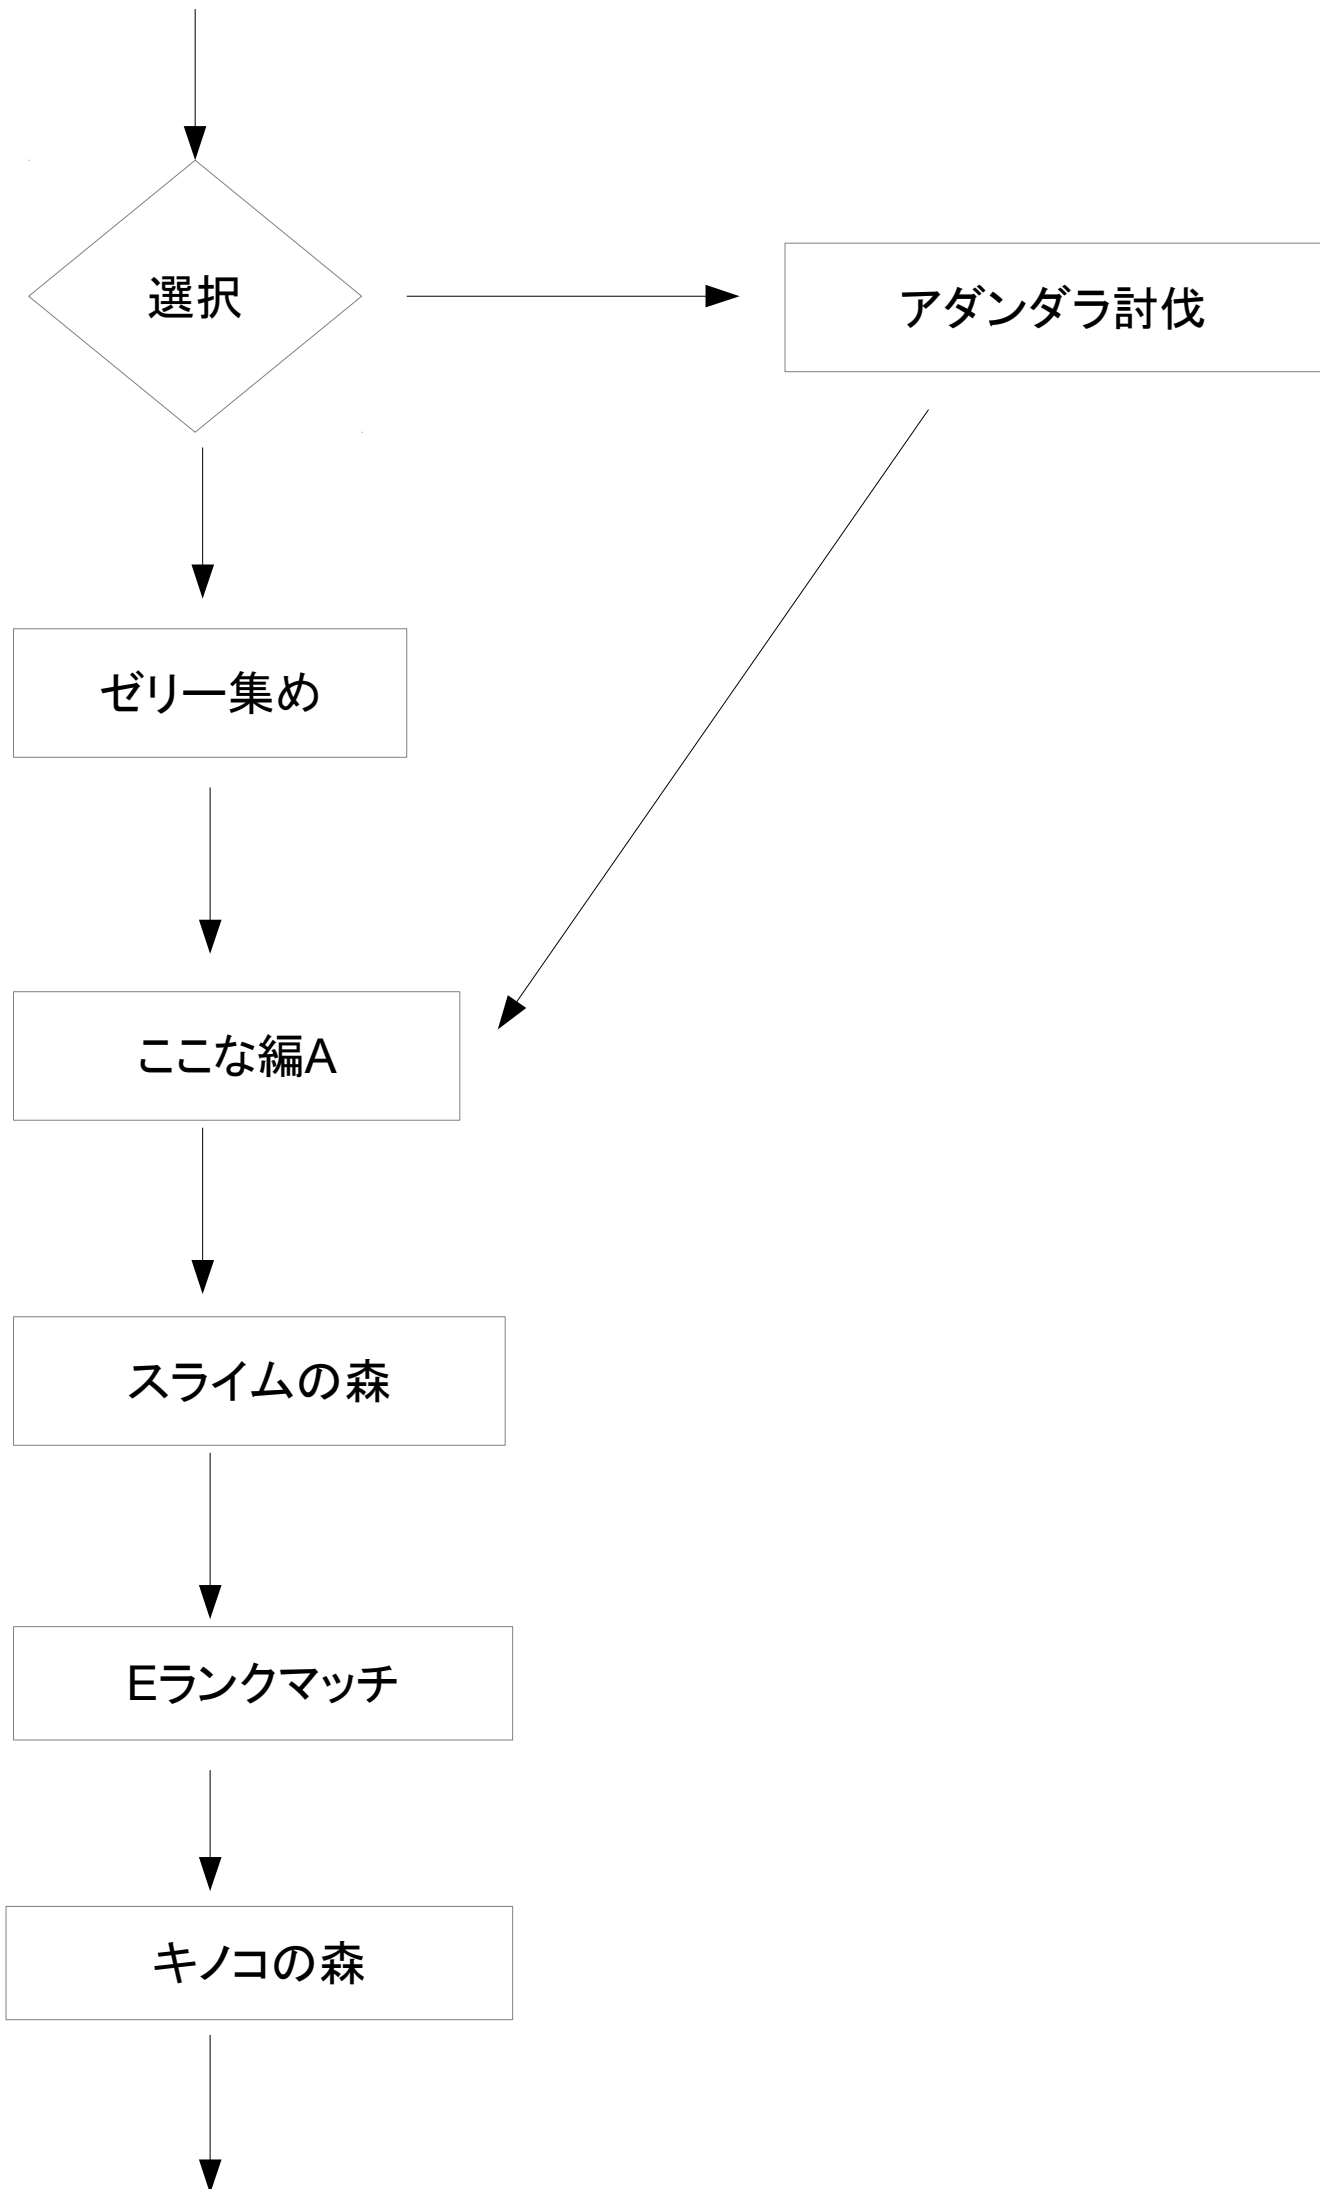 選択
アダンダラ討伐
ゼリー集め
ここな編A
スライムの森
Eランクマッチ
キノコの森